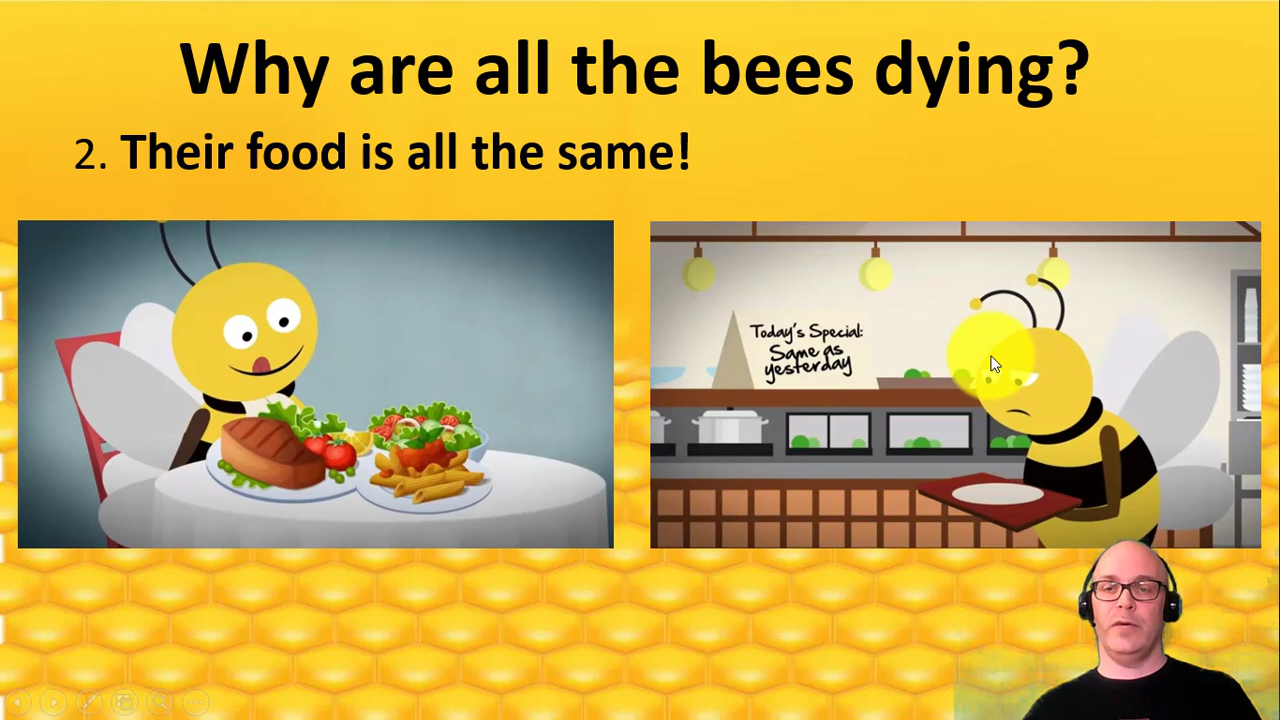 Why are all the bees dying?
2. Their food is all the same!
Today's Special:
Same as
yesterday